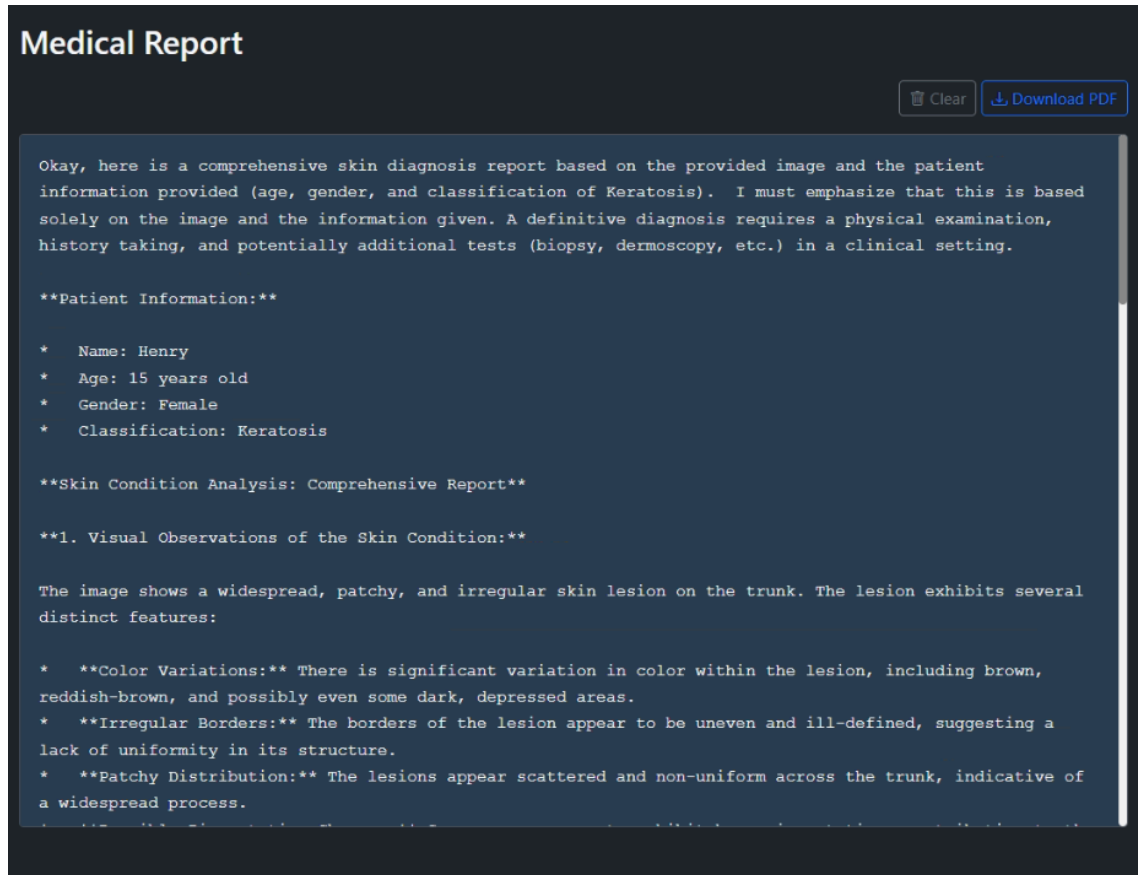 Medical Report
Clear
Download PDF
Okay, here is a comprehensive skin diagnosis report based on the provided image and the patient
information provided (age, gender, and classification of Keratosis).  I must emphasize that this is based
solely on the image and the information given. A definitive diagnosis requires a physical examination,
history taking, and potentially additional tests (biopsy, dermoscopy, etc.) in a clinical setting.
**Patient Information:**
*   Name: Henry
*   Age: 15 years old
*   Gender: Female
*   Classification: Keratosis
**Skin Condition Analysis: Comprehensive Report**
**1. Visual Observations of the Skin Condition:**
The image shows a widespread, patchy, and irregular skin lesion on the trunk. The lesion exhibits several
distinct features:
*   **Color Variations:** There is significant variation in color within the lesion, including brown,
reddish-brown, and possibly even some dark, depressed areas.
*   **Irregular Borders:** The borders of the lesion appear to be uneven and ill-defined, suggesting a
lack of uniformity in its structure.
*   **Patchy Distribution:** The lesions appear scattered and non-uniform across the trunk, indicative of
a widespread process.